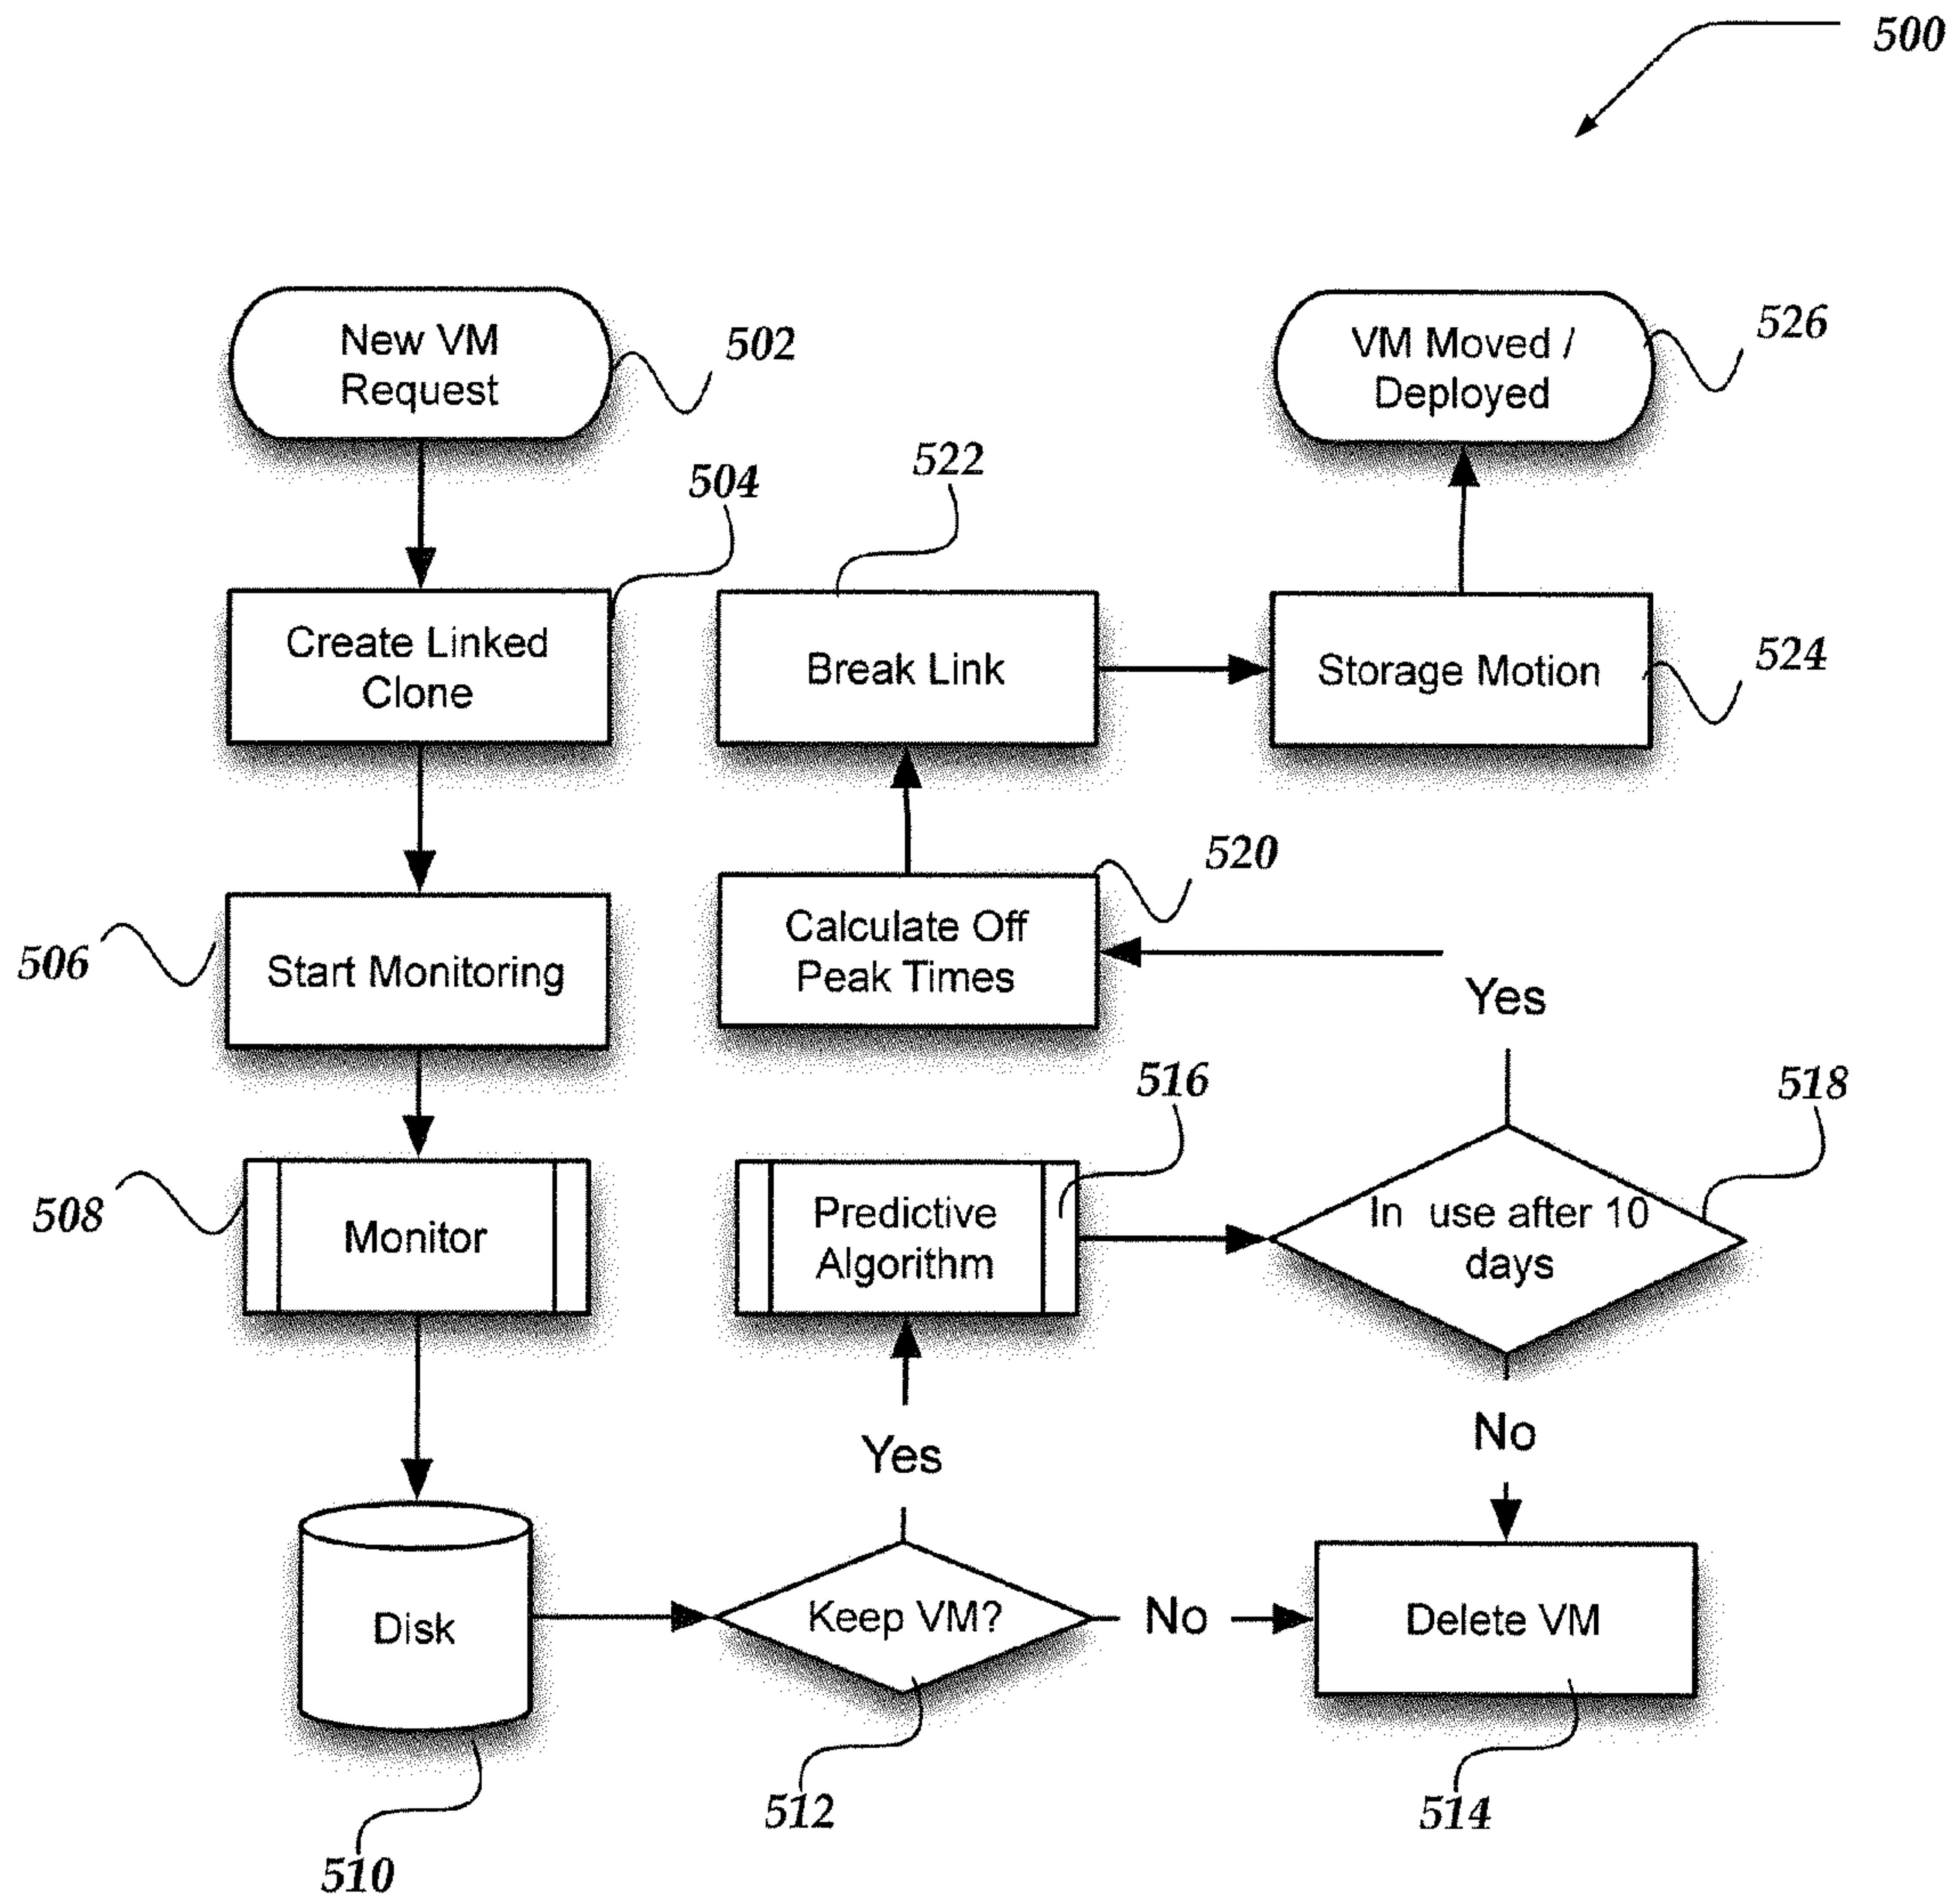 500
New VM
Request
502
VM Moved /
Deployed
526
522
504
Create Linked
Clone
Break Link
Storage Motion
524
520
Calculate Off
Peak Times
506
Start Monitoring
Yes
516
518
508
Monitor
Predictive
Algorithm
In use after 10
days
Yes
No
Disk
Keep VM?
No
Delete VM
512
514
510